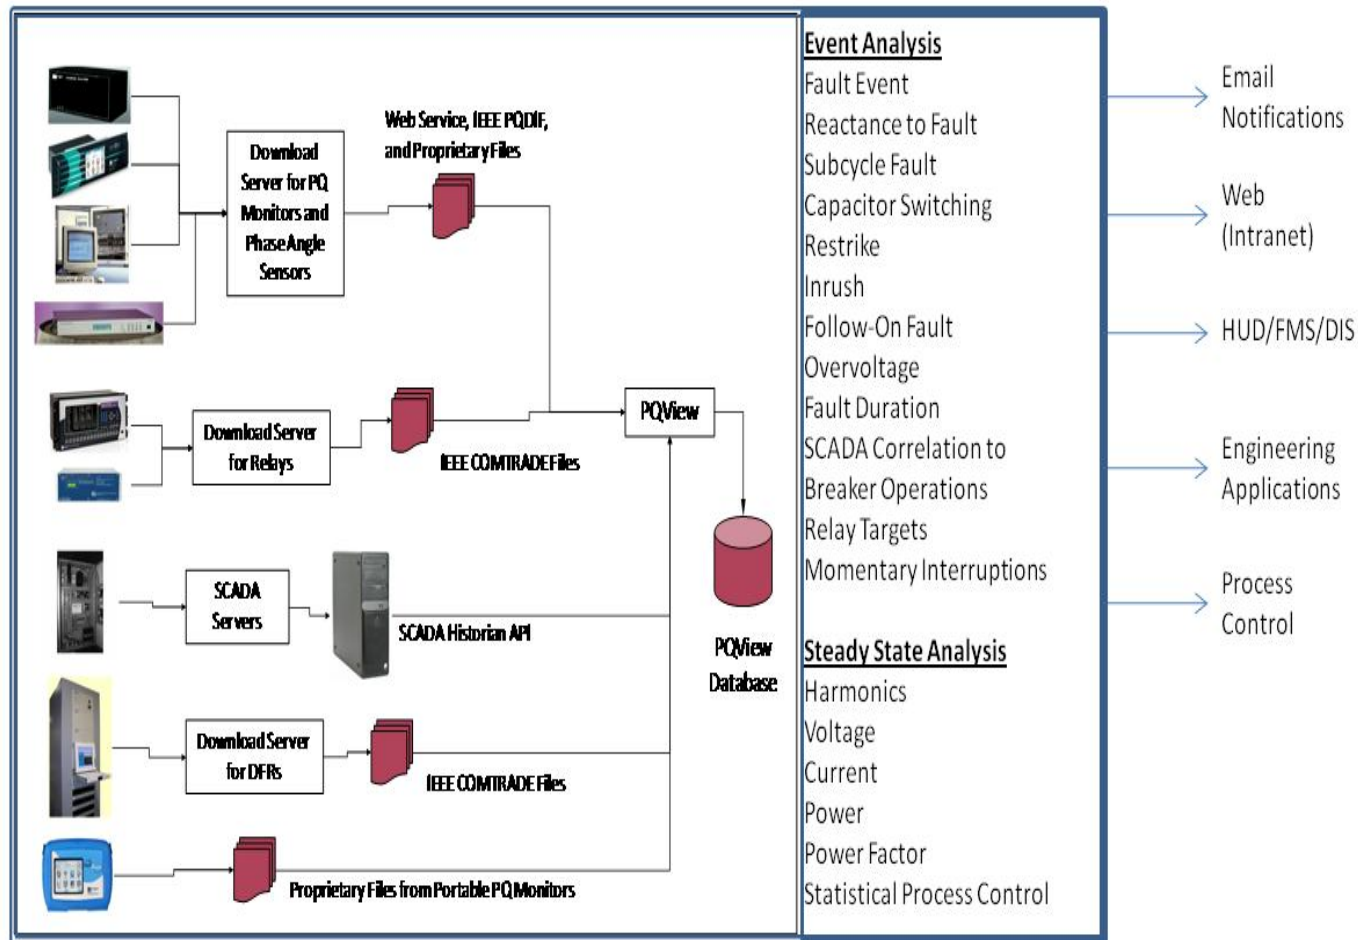 Download
Server for PQ
Monitors and
Phase Angle
Sensors
Web Service, IEEE PQDIF,
and Proprietary Files
Download Server
for Relays
IEEE COMTRADE Files
SCADA
Servers
SCADA Historian API
Download Server
for DFRs
IEEE COMTRADE Files
Proprietary Files from Portable PQ Monitors
PQView
PQView
Database
Event Analysis
Fault Event
Reactance to Fault
Subcycle Fault
Capacitor Switching
Restrike
Inrush
Follow-On Fault
Overvoltage
Fault Duration
SCADA Correlation to
Breaker Operations
Relay Targets
Momentary Interruptions
Steady State Analysis
Harmonics
Voltage
Current
Power
Power Factor
Statistical Process Control
Email
Notifications
Web
(Intranet)
HUD/FMS/DIS
Engineering
Applications
Process
Control